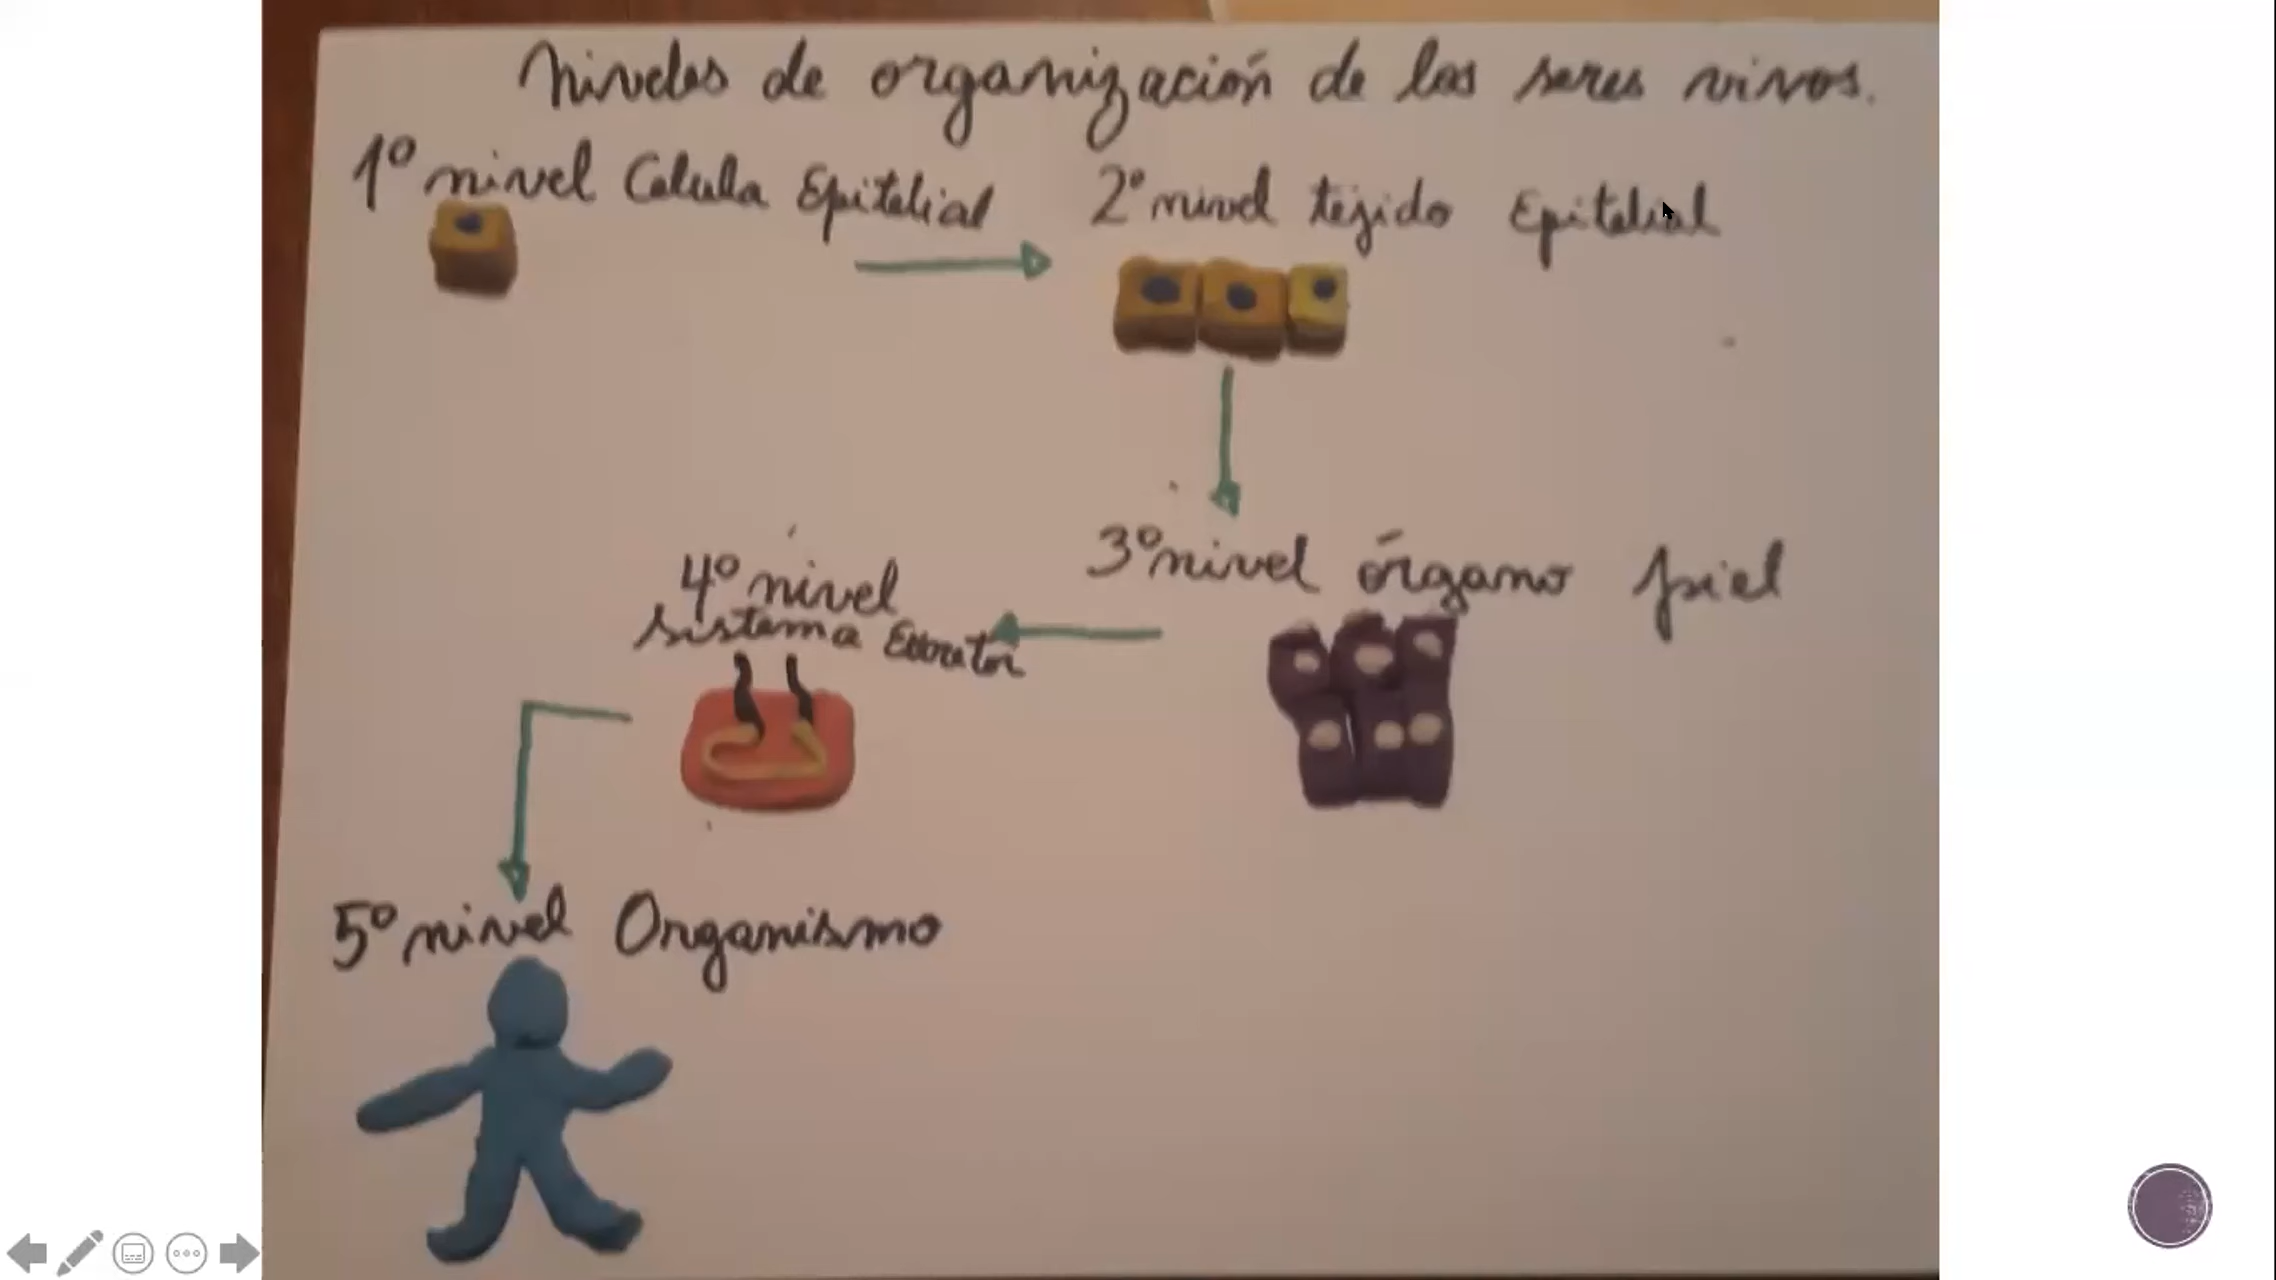 Niveles de organización de los seres vivos.
1º nivel Celula Epitelial
2º nivel tejido Epitelial
3º nivel órgano piel
4º nivel
sistema
5º nivel Organismo